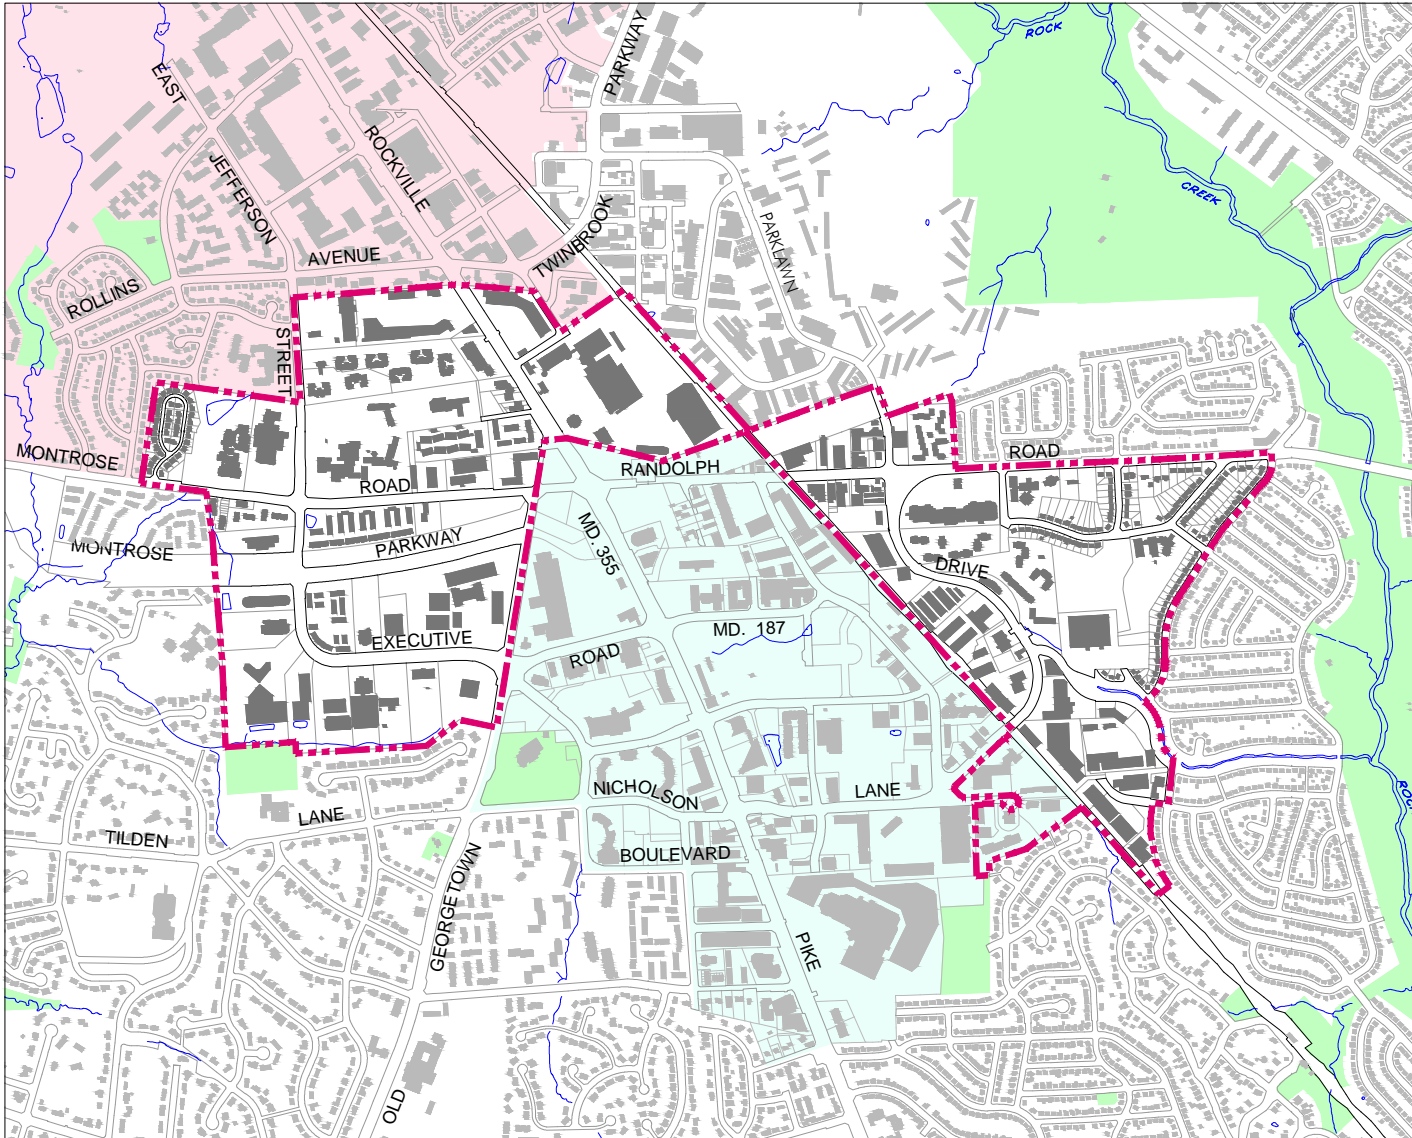 ROCK
PARKWAY
EAST
ROCKVILLE
JEFFERSON
CREEK
PARKLAWN
TWINBROOK
AVENUE
ROLLINS
STREET
MONTROSE
RANDOLPH
ROAD
ROAD
MD. 355
PARKWAY
MONTROSE
DRIVE
EXECUTIVE
MD. 187
ROAD
NICHOLSON
LANE
ROCK
LANE
TILDEN
BOULEVARD
GEORGETOWN
PIKE
OLD